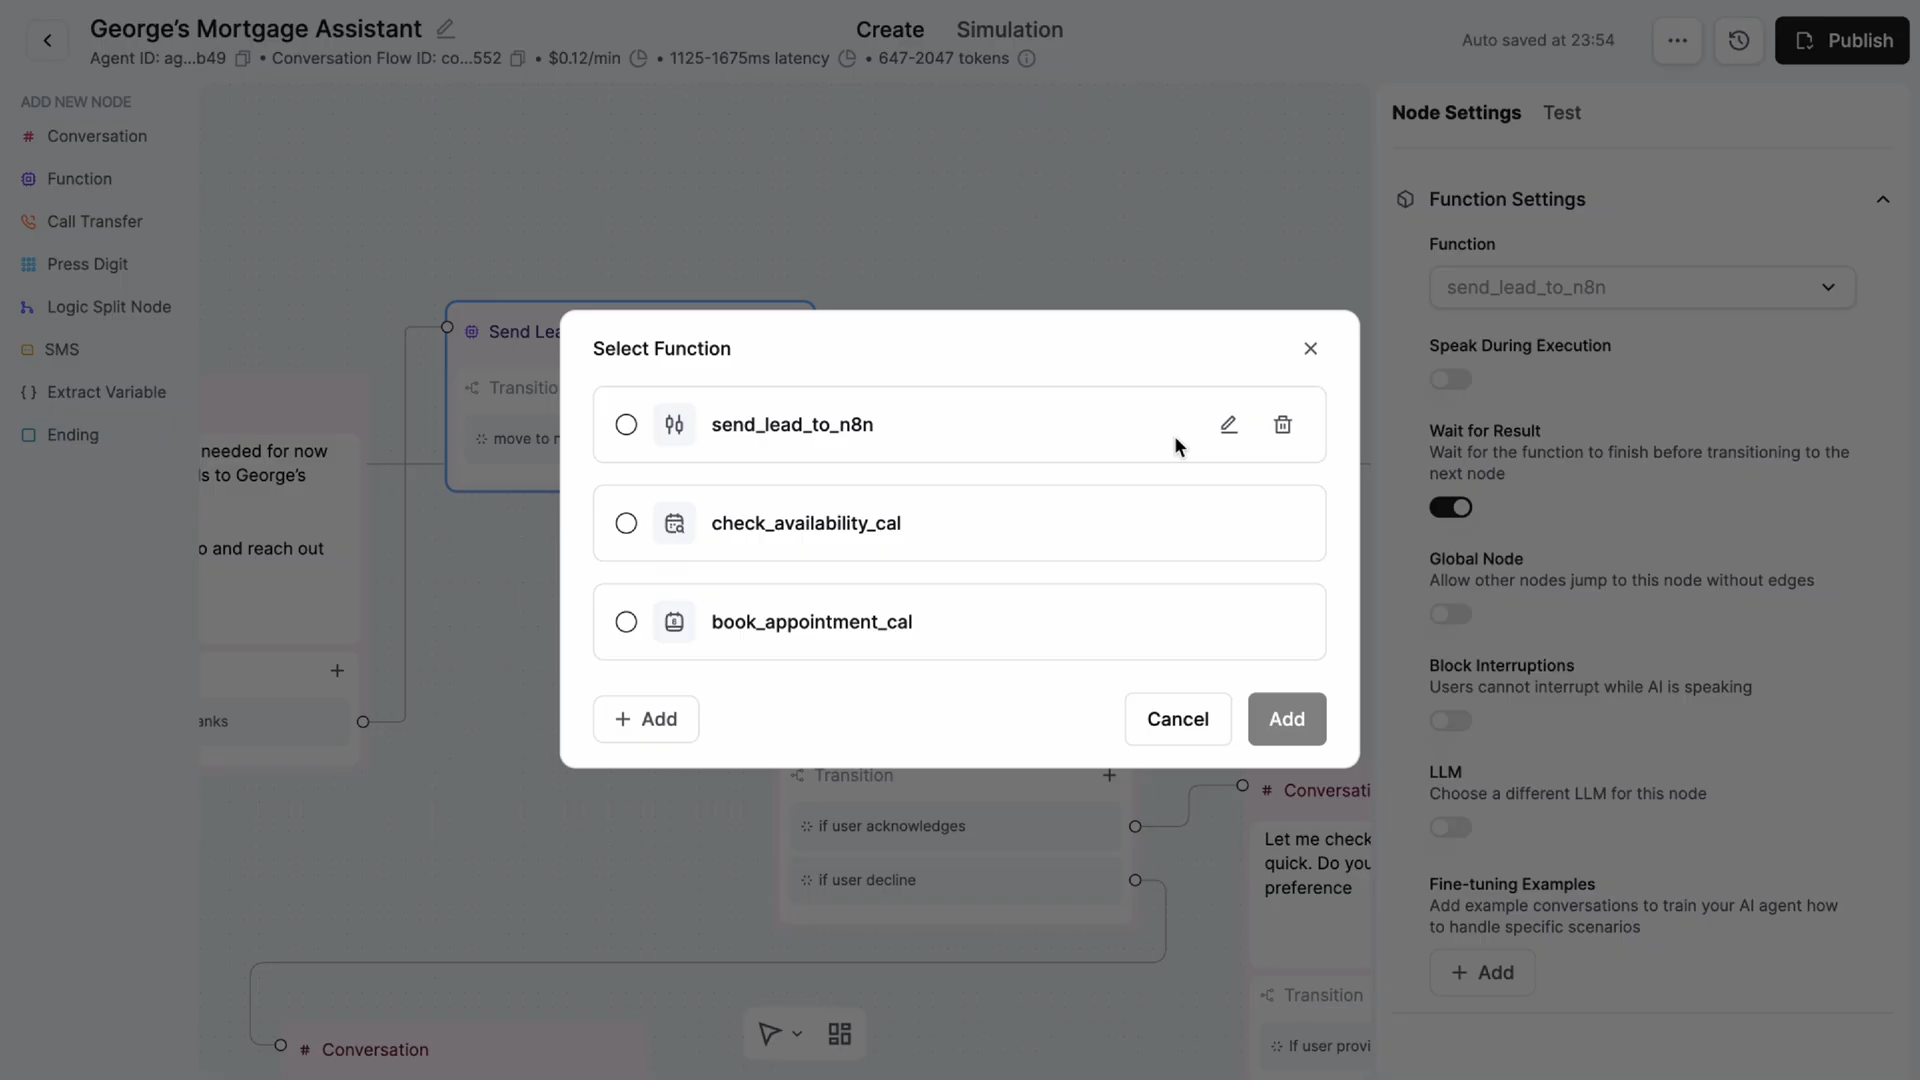 George's Mortgage Assistant
Create
Simulation
Agent ID: ag...b49 • Conversation Flow ID: co...552 • $0.12/min • 1125-1675ms latency • 647-2047 tokens
Auto saved at 23:54
Publish
ADD NEW NODE
# Conversation
Function
Call Transfer
Press Digit
Logic Split Node
SMS
{ } Extract Variable
Ending
needed for now
ls to George's
o and reach out
anks
Send Lea
Transitio
move to n
Select Function
send_lead_to_n8n
check_availability_cal
book_appointment_cal
+ Add
Cancel
Add
Transition
if user acknowledges
if user decline
# Conversation
# Conversati
Let me check
quick. Do you
preference
Transition
If user provi
Node Settings
Test
Function Settings
Function
send_lead_to_n8n
Speak During Execution
Wait for Result
Wait for the function to finish before transitioning to the
next node
Global Node
Allow other nodes jump to this node without edges
Block Interruptions
Users cannot interrupt while AI is speaking
LLM
Choose a different LLM for this node
Fine-tuning Examples
Add example conversations to train your AI agent how
to handle specific scenarios
+ Add